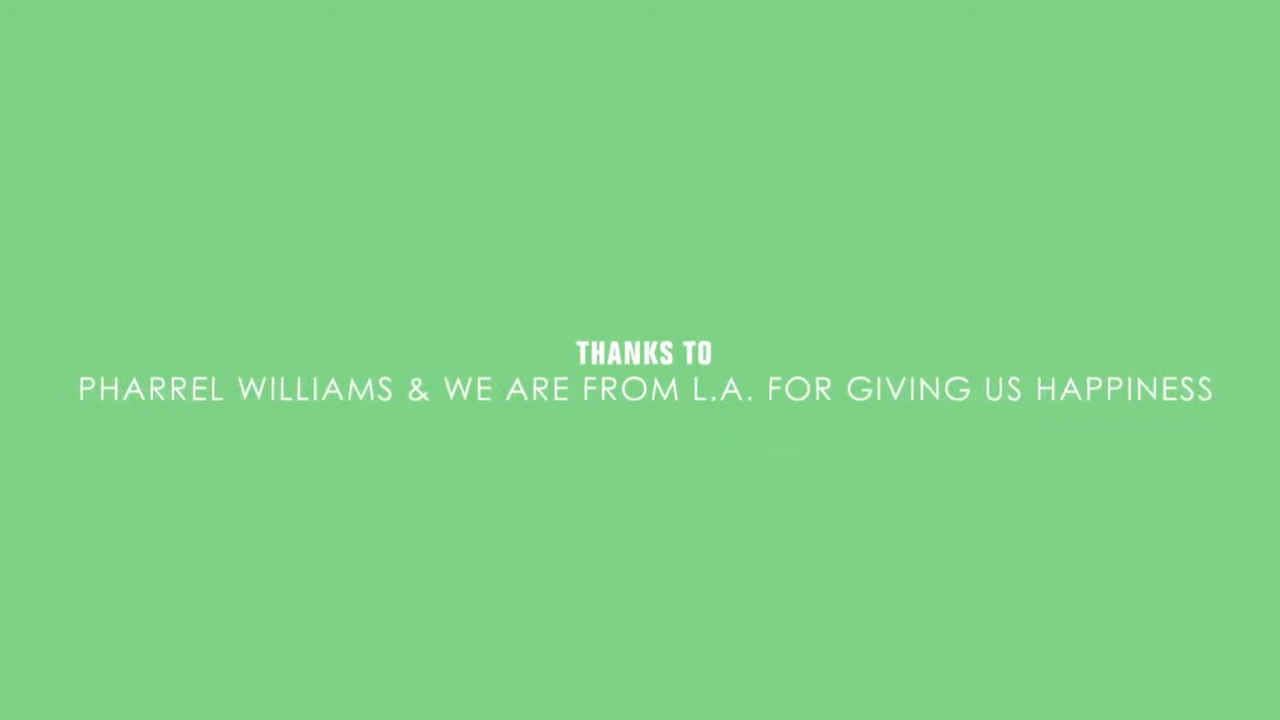 THANKS TO
PHARREL WILLIAMS & WE ARE FROM L.A. FOR GIVING US HAPPINESS